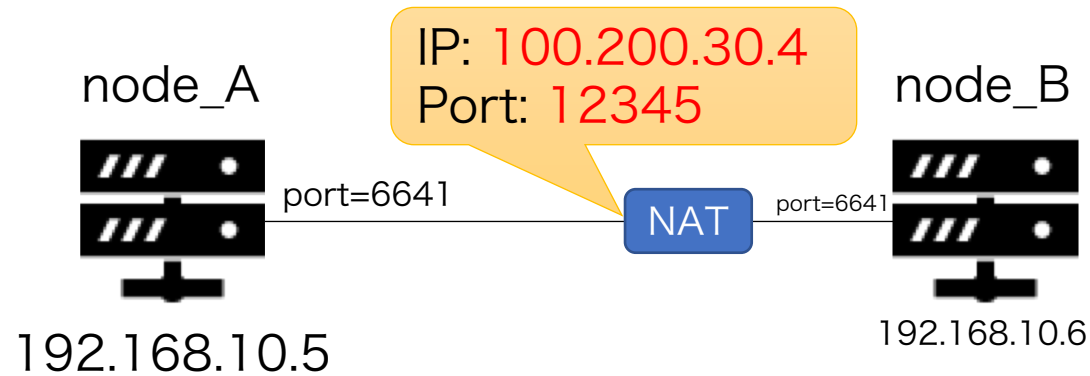 IP: 100.200.30.4
Port: 12345
node_A
node_B
port=6641
NAT
port=6641
192.168.10.5
192.168.10.6